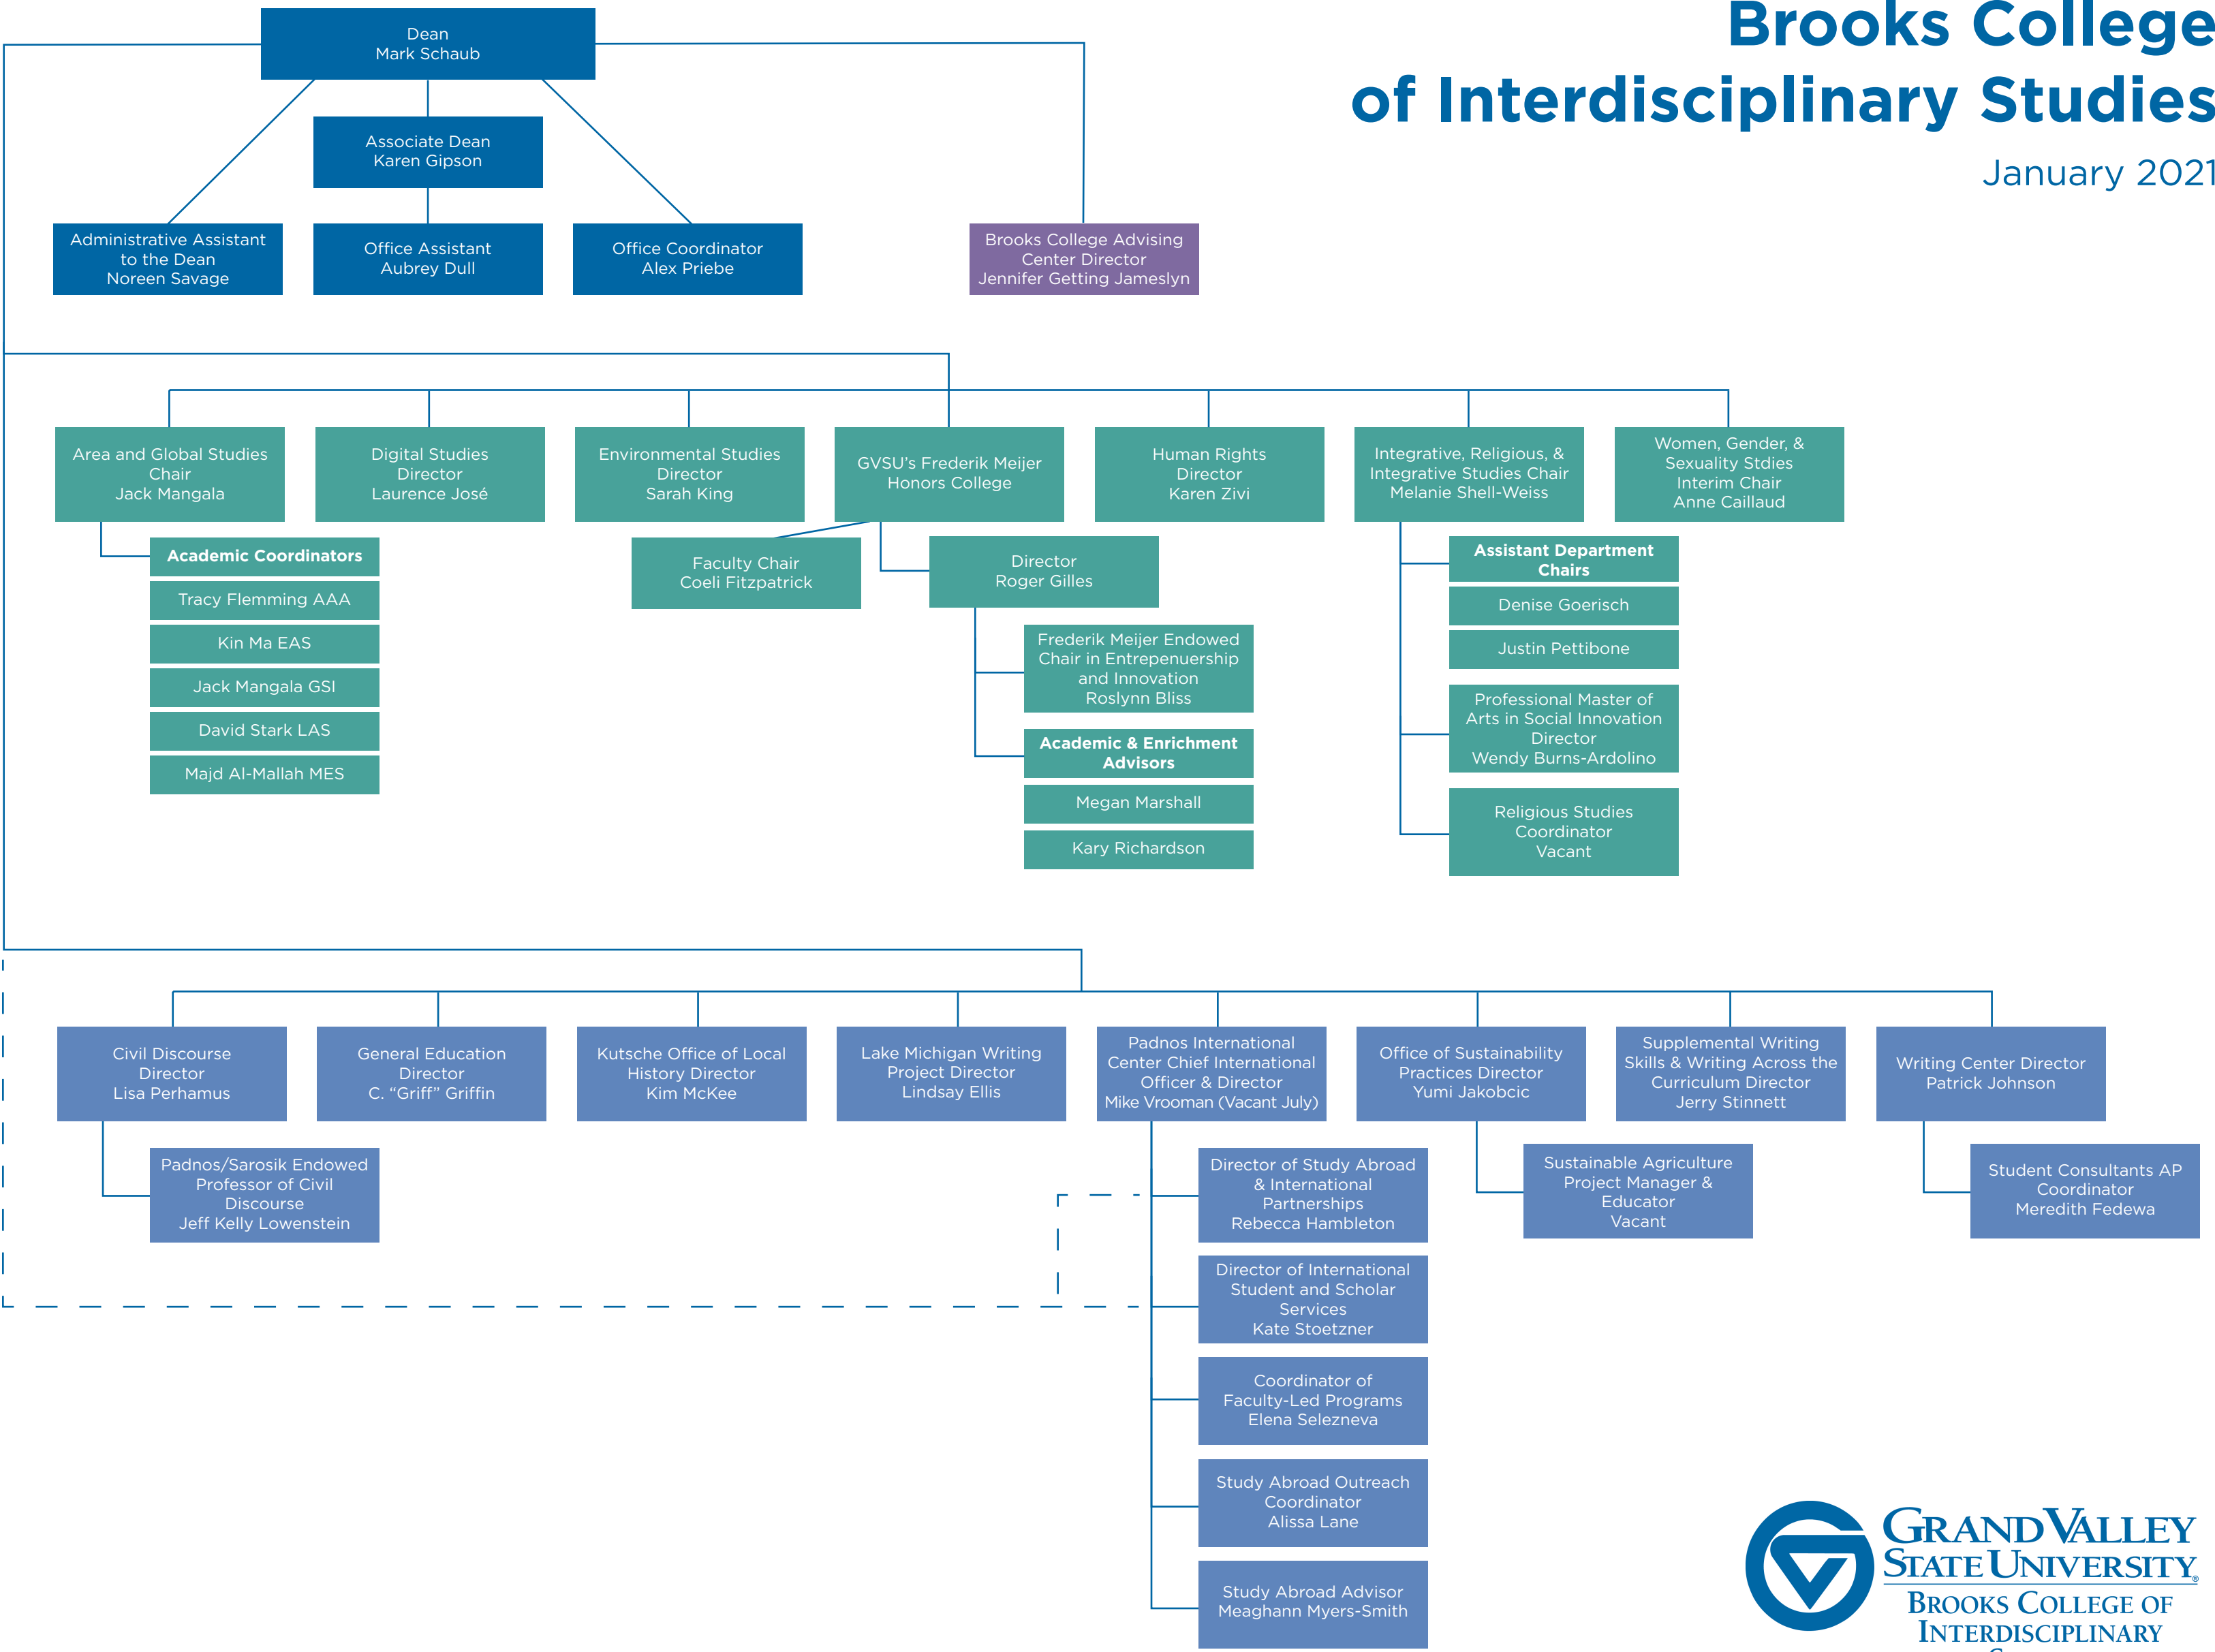 Brooks College
of Interdisciplinary Studies
January 2021
Dean
Mark Schaub
Associate Dean
Karen Gipson
Administrative Assistant
to the Dean
Noreen Savage
Office Assistant
Aubrey Dull
Office Coordinator
Alex Priebe
Brooks College Advising
Center Director
Jennifer Getting Jameslyn
Area and Global Studies
Chair
Jack Mangala
Digital Studies
Director
Laurence José
Environmental Studies
Director
Sarah King
GVSU’s Frederik Meijer
Honors College
Human Rights
Director
Karen Zivi
Integrative, Religious, &
Integrative Studies Chair
Melanie Shell-Weiss
Women, Gender, &
Sexuality Stdies
Interim Chair
Anne Caillaud
Academic Coordinators
Tracy Flemming AAA
Kin Ma EAS
Jack Mangala GSI
David Stark LAS
Majd Al-Mallah MES
Faculty Chair
Coeli Fitzpatrick
Director
Roger Gilles
Frederik Meijer Endowed
Chair in Entrepenuership
and Innovation
Roslynn Bliss
Academic & Enrichment
Advisors
Megan Marshall
Kary Richardson
Assistant Department
Chairs
Denise Goerisch
Justin Pettibone
Professional Master of
Arts in Social Innovation
Director
Wendy Burns-Ardolino
Religious Studies
Coordinator
Vacant
Civil Discourse
Director
Lisa Perhamus
General Education
Director
C. “Griff” Griffin
Kutsche Office of Local
History Director
Kim McKee
Lake Michigan Writing
Project Director
Lindsay Ellis
Padnos International
Center Chief International
Officer & Director
Mike Vrooman (Vacant July)
Office of Sustainability
Practices Director
Yumi Jakobcic
Supplemental Writing
Skills & Writing Across the
Curriculum Director
Jerry Stinnett
Writing Center Director
Patrick Johnson
Padnos/Sarosik Endowed
Professor of Civil
Discourse
Jeff Kelly Lowenstein
Director of Study Abroad
& International
Partnerships
Rebecca Hambleton
Director of International
Student and Scholar
Services
Kate Stoetzner
Coordinator of
Faculty-Led Programs
Elena Selezneva
Study Abroad Outreach
Coordinator
Alissa Lane
Study Abroad Advisor
Meaghann Myers-Smith
Sustainable Agriculture
Project Manager &
Educator
Vacant
Student Consultants AP
Coordinator
Meredith Fedewa
GRAND VALLEY
STATE UNIVERSITY®
BROOKS COLLEGE OF
INTERDISCIPLINARY